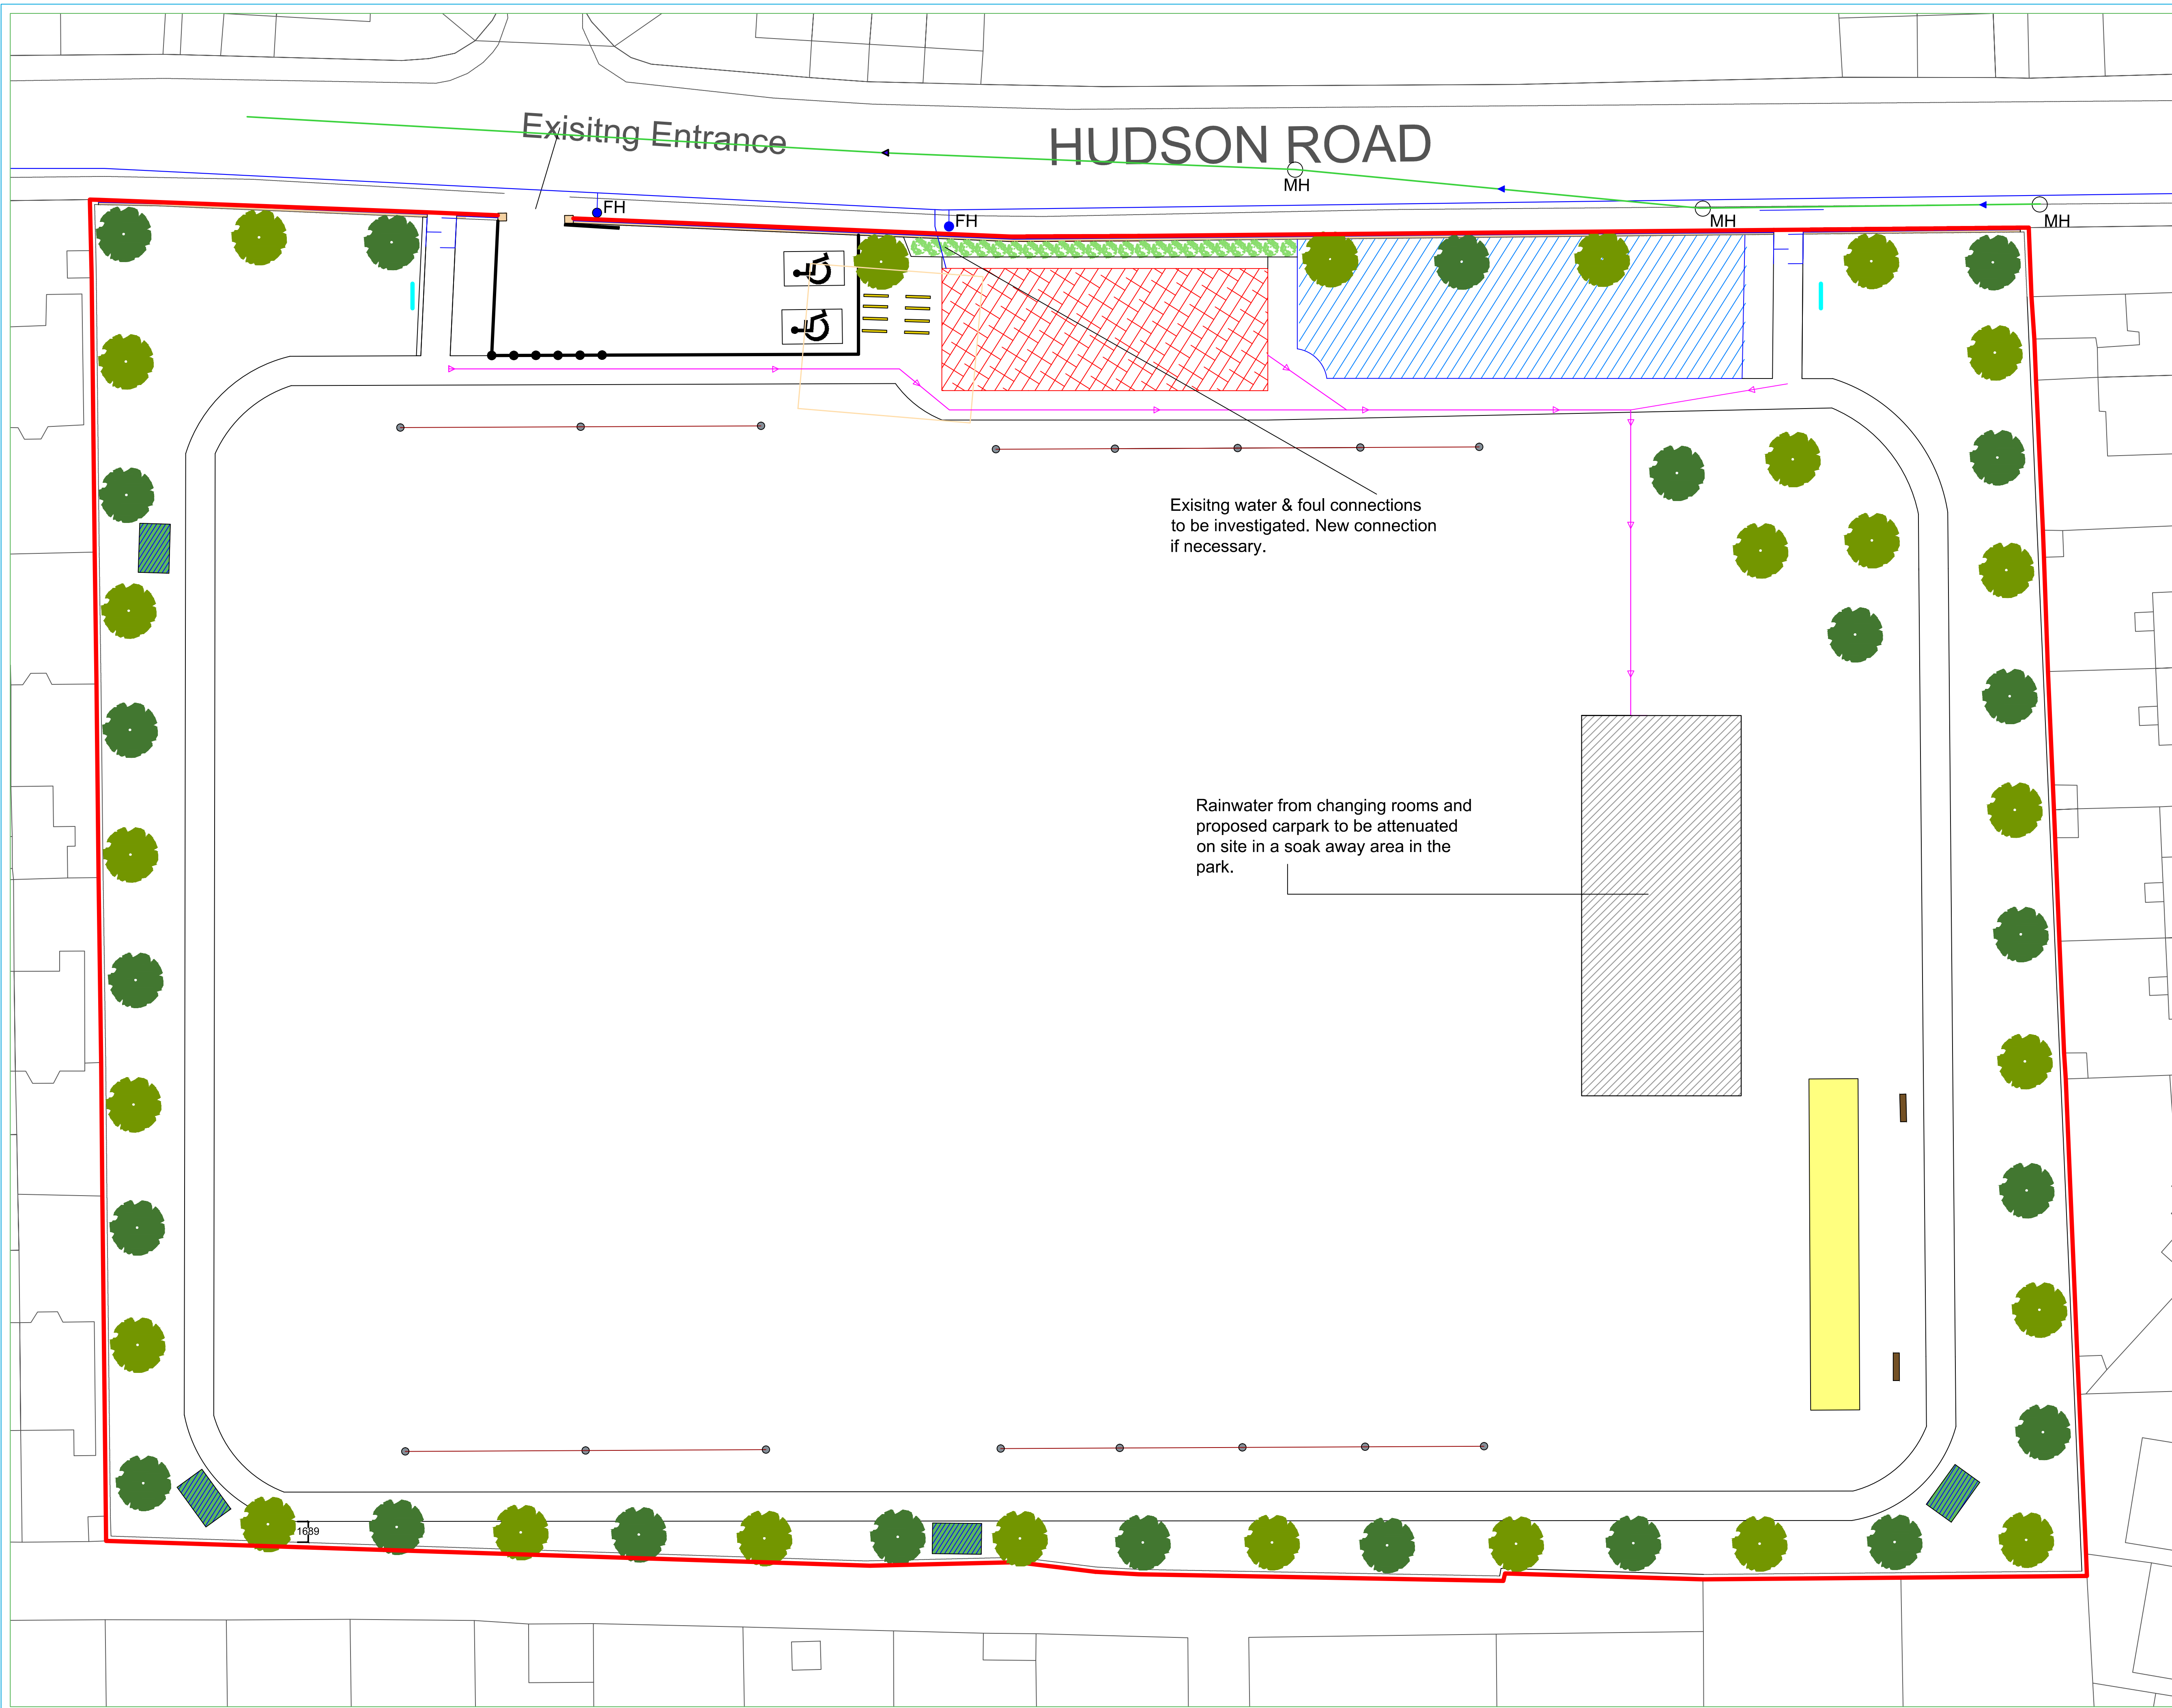 Exisitng Entrance
HUDSON ROAD
MH
MH
MH
FH
FH
Exisitng water & foul connections
to be investigated. New connection
if necessary.
Rainwater from changing rooms and
proposed carpark to be attenuated
on site in a soak away area in the
park.
1639